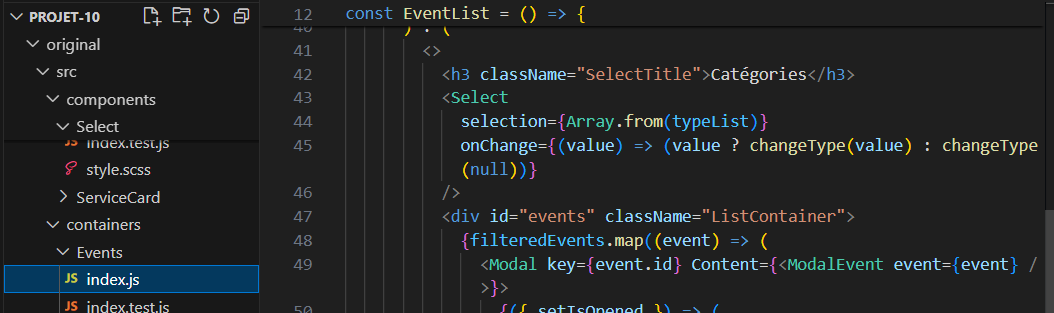 PROJET-10
original
src
components
Select
index.test.js
style.scss
ServiceCard
containers
Events
JS index.js
JS index.test.js
12 const EventList = () => {
40 ) : (
41 <>
42 <h3 className="SelectTitle">Catégories</h3>
43 <Select
44 selection={Array.from(typeList)}
45 onChange={(value) => (value ? changeType(value) : changeType
(null))}
46 />
47 <div id="events" className="ListContainer">
48 {filteredEvents.map((event) => (
49 <Modal key={event.id} Content={<ModalEvent event={event} /
>}>
50 {({ setIsOpened }) => (